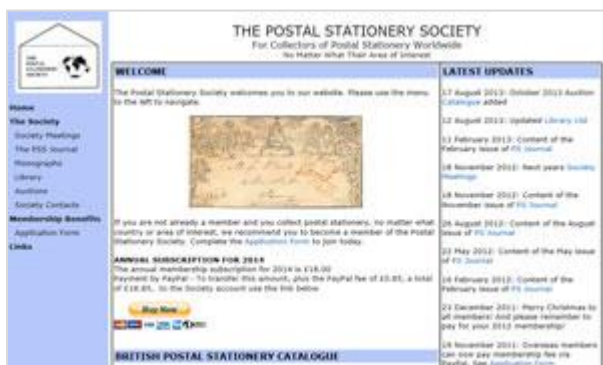 THE POSTAL STATIONERY SOCIETY
For Collectors of Postal Stationery Worldwide
No Matter What Their Area of Interest
Home
The Society
Society Meetings
The PSS Journal
Monographs
Library
Auctions
Society Contacts
Membership Benefits
Application Form
Links
WELCOME
The Postal Stationery Society welcomes you to our website. Please use the menu
to the left to navigate.
If you are not already a member and you collect postal stationery, no matter what
country or area of interest, we recommend you to become a member of the Postal
Stationery Society. Complete the Application Form to join today.
ANNUAL SUBSCRIPTION FOR 2014
The annual membership subscription for 2014 is £18.00
Payment by PayPal - To transfer this amount, plus the PayPal fee of £0.85, a total
of £18.85, to the Society account use the link below
Buy Now
BRITISH POSTAL STATIONERY CATALOGUE
LATEST UPDATES
17 August 2013: October 2013 Auction
Catalogue added
12 August 2013: Updated Library List
11 February 2013: Content of the
February issue of PS Journal
18 November 2012: Next years Society
Meetings
18 November 2012: Content of the
November issue of PS Journal
26 August 2012: Content of the August
issue of PS Journal
22 May 2012: Content of the May issue
of PS Journal
16 February 2012: Content of the
February issue of PS Journal
21 December 2011: Merry Christmas to
all members! And please remember to
pay for your 2012 membership!
19 November 2011: Overseas members
can now pay membership fee via
PayPal. See Application Form